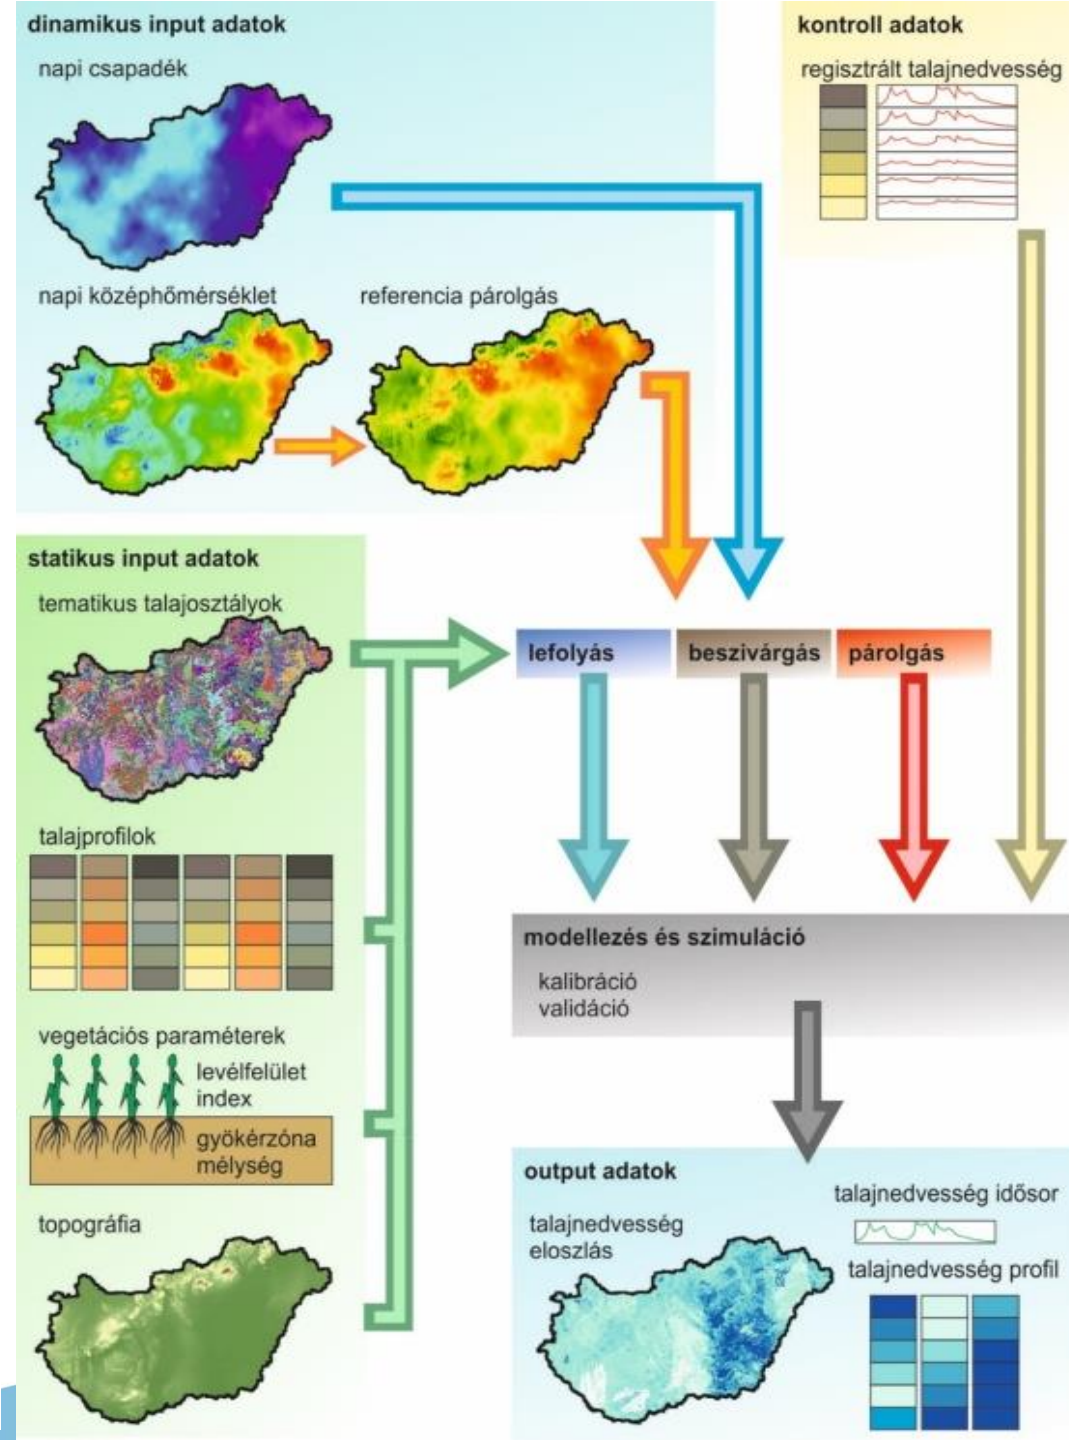 dinamikus input adatok
napi csapadék
napi középhőmérséklet
referencia párolgás
kontroll adatok
regisztrált talajnedvesség
statikus input adatok
tematikus talajosztályok
talajprofilok
vegetációs paraméterek
levélfelület
index
gyökérzóna
mélység
topográfia
lefolyás
beszivárgás
párolgás
modellezés és szimuláció
kalibráció
validáció
output adatok
talajnedvesség
eloszlás
talajnedvesség idősor
talajnedvesség profil